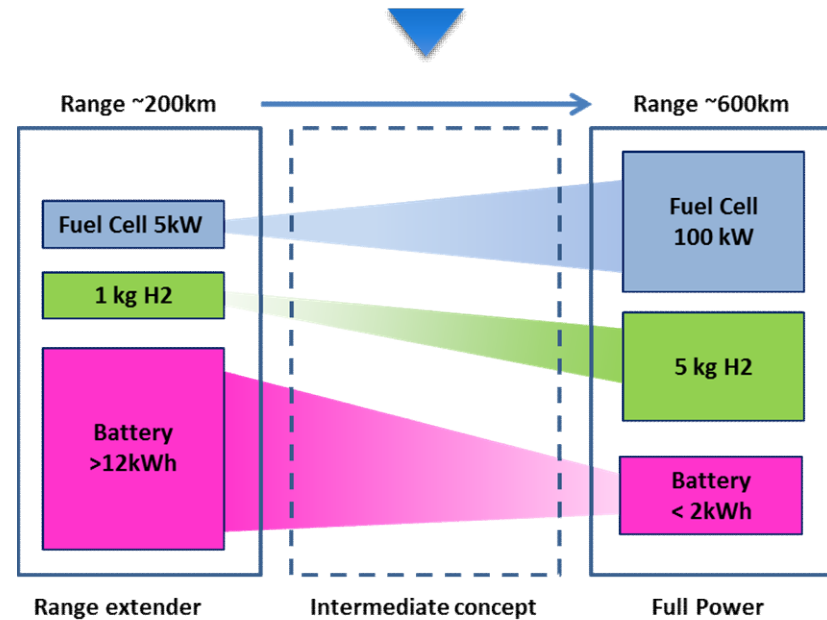 Range ~200km
Range ~600km
Fuel Cell 5kW
1 kg H2
Battery
>12kWh
Fuel Cell
100 kW
5 kg H2
Battery
< 2kWh
Range extender
Intermediate concept
Full Power